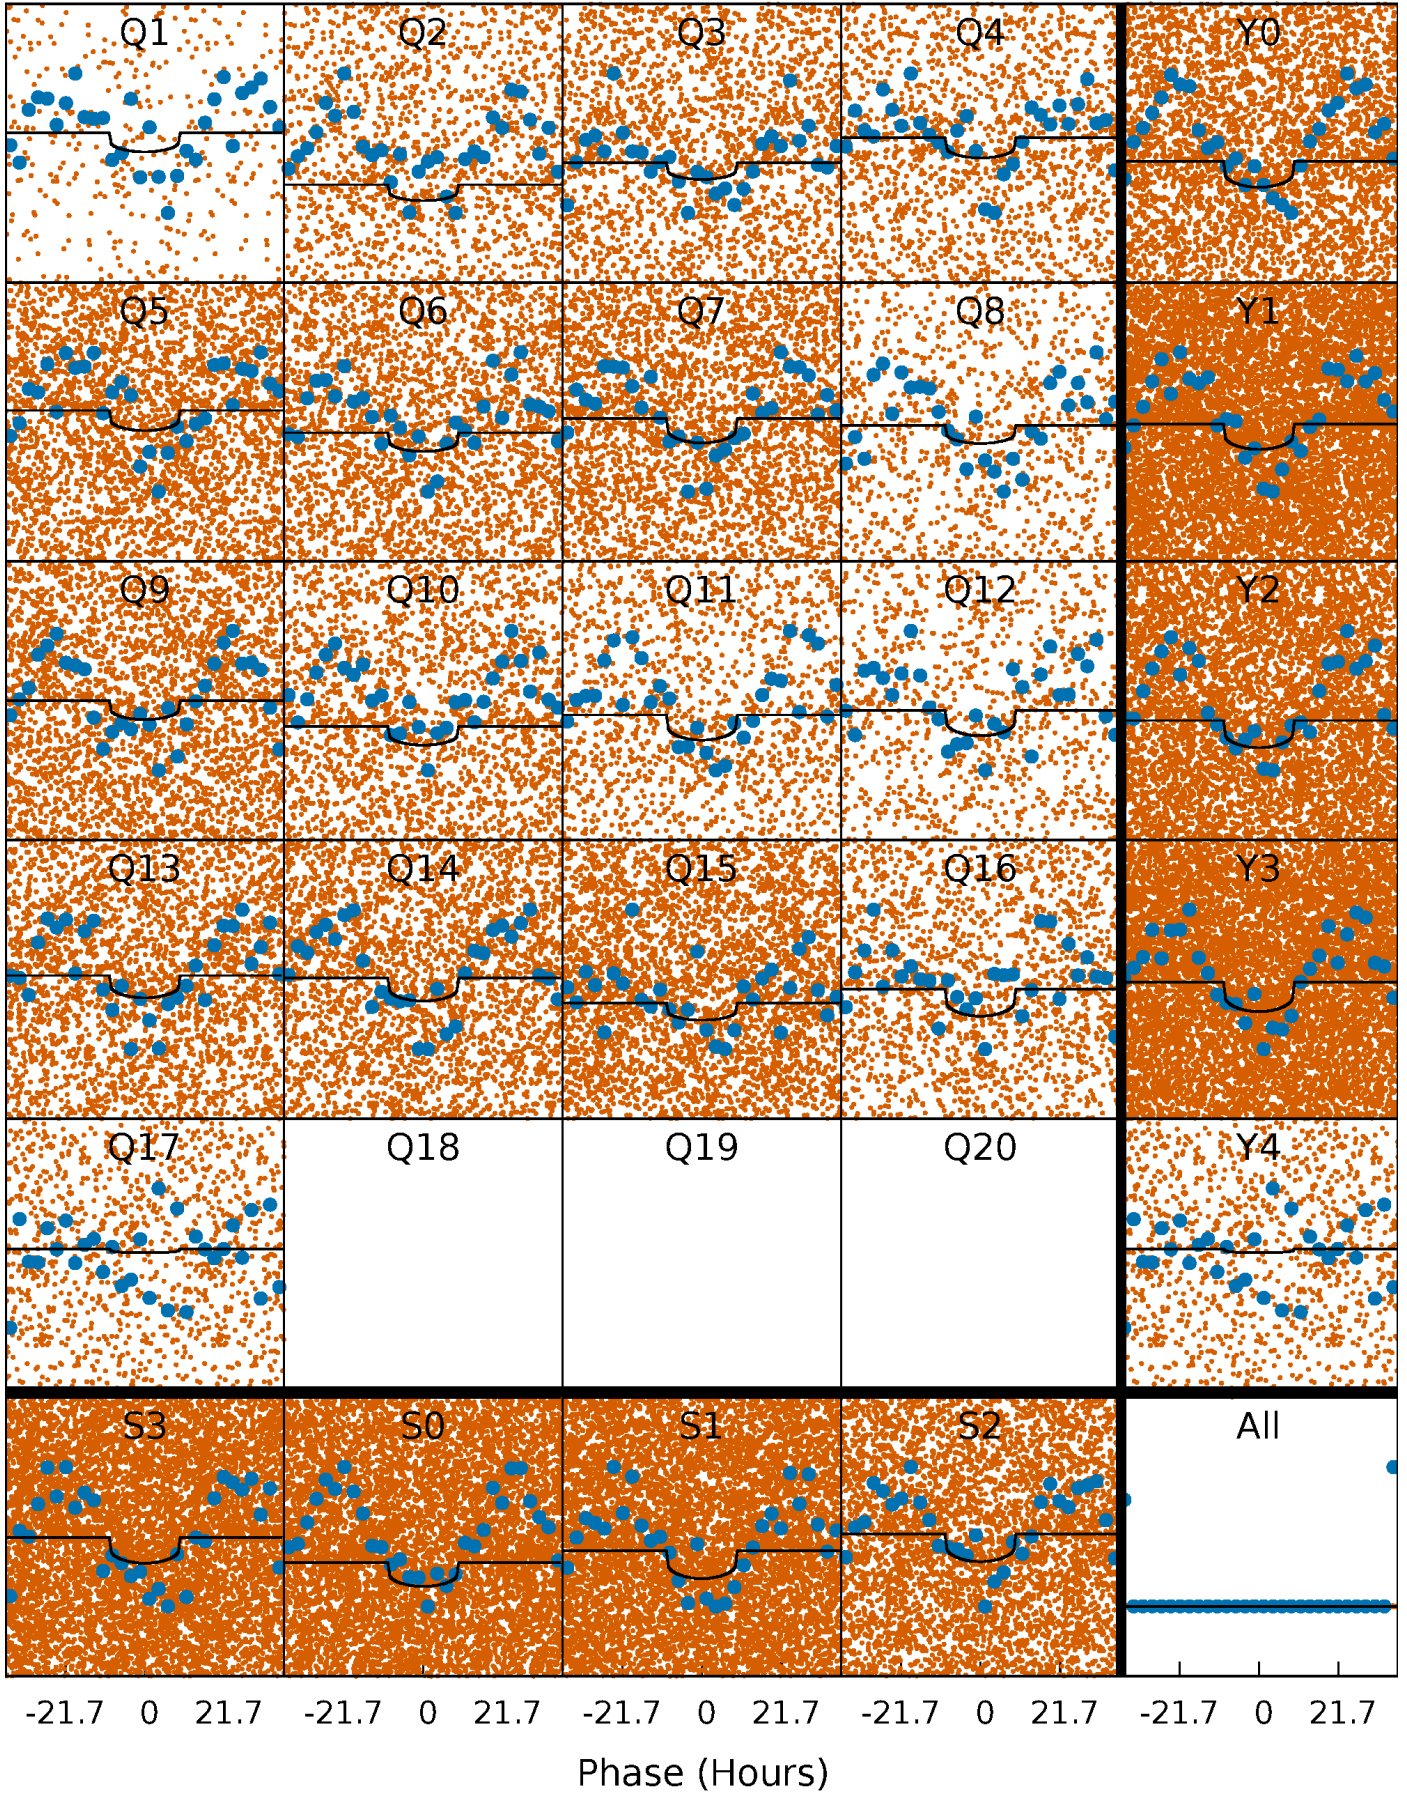 Q1 Q2 Q3 Q4 Y0
Q5 Q6 Q7 Q8 Y1
Q9 Q10 Q11 Q12 Y2
Q13 Q14 Q15 Q16 Y3
Q17 Q18 Q19 Q20 Y4
S3 S0 S1 S2 All
-21.7 0 21.7 -21.7 0 21.7 -21.7 0 21.7 -21.7 0 21.7 -21.7 0 21.7
Phase (Hours)